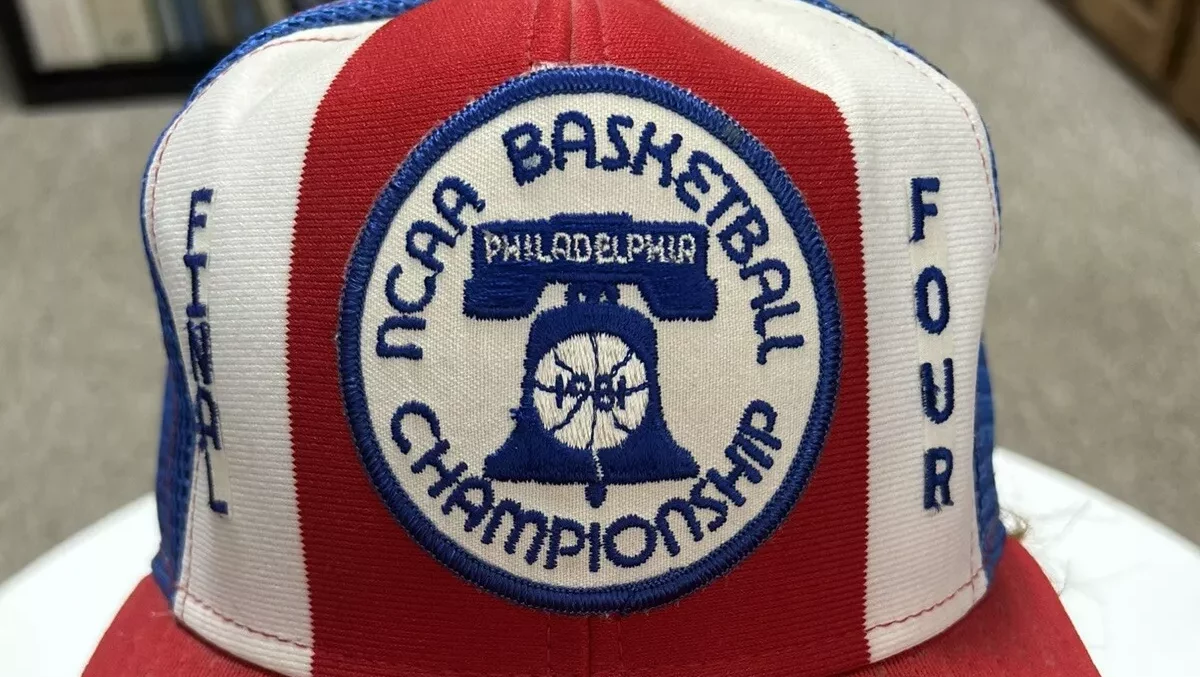 NCAA BASKETBALL
PHILADELPHIA
1981
CHAMPIONSHIP
FINAL
FOUR